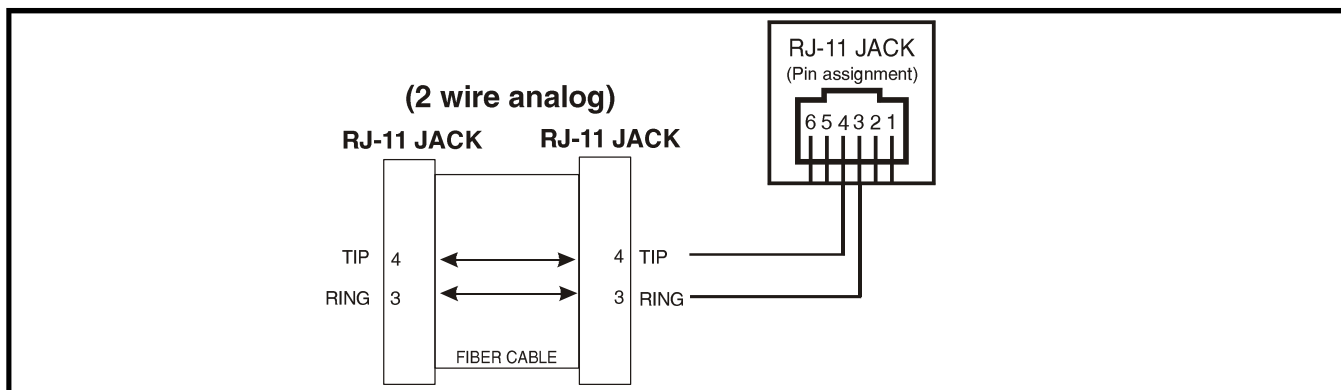 RJ-11 JACK
(Pin assignment)
6 5 4 3 2 1
(2 wire analog)
RJ-11 JACK RJ-11 JACK
TIP 4 4 TIP
RING 3 3 RING
FIBER CABLE